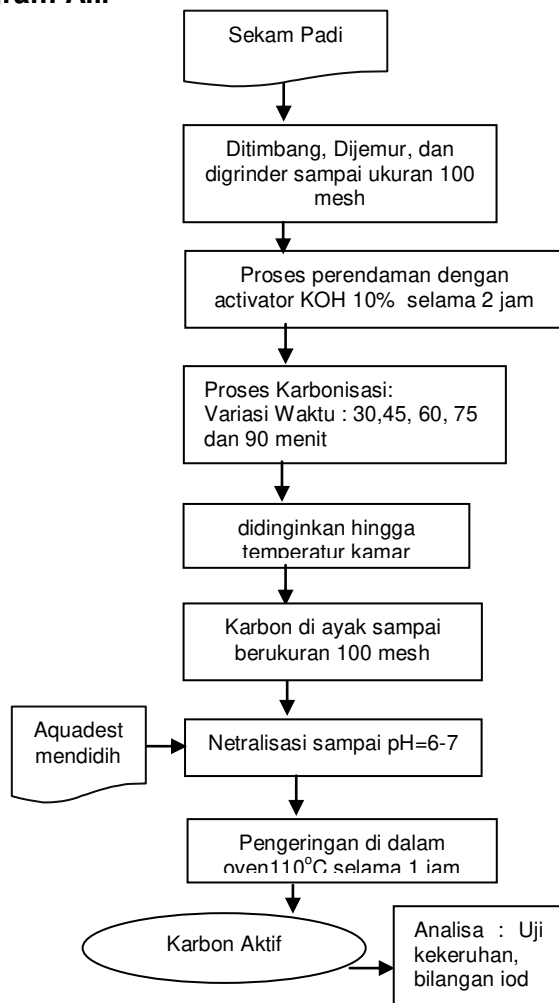 Sekam Padi
Ditimbang, Dijemur, dan
digrinder sampai ukuran 100
mesh
Proses perendaman dengan
activator KOH 10% selama 2 jam
Proses Karbonisasi:
Variasi Waktu : 30,45, 60, 75
dan 90 menit
didinginkan hingga
temperatur kamar
Karbon di ayak sampai
berukuran 100 mesh
Aquadest
mendidih
Netralisasi sampai pH=6-7
Pengeringan di dalam
oven110°C selama 1 jam
Karbon Aktif
Analisa : Uji
kekeruhan,
bilangan iod